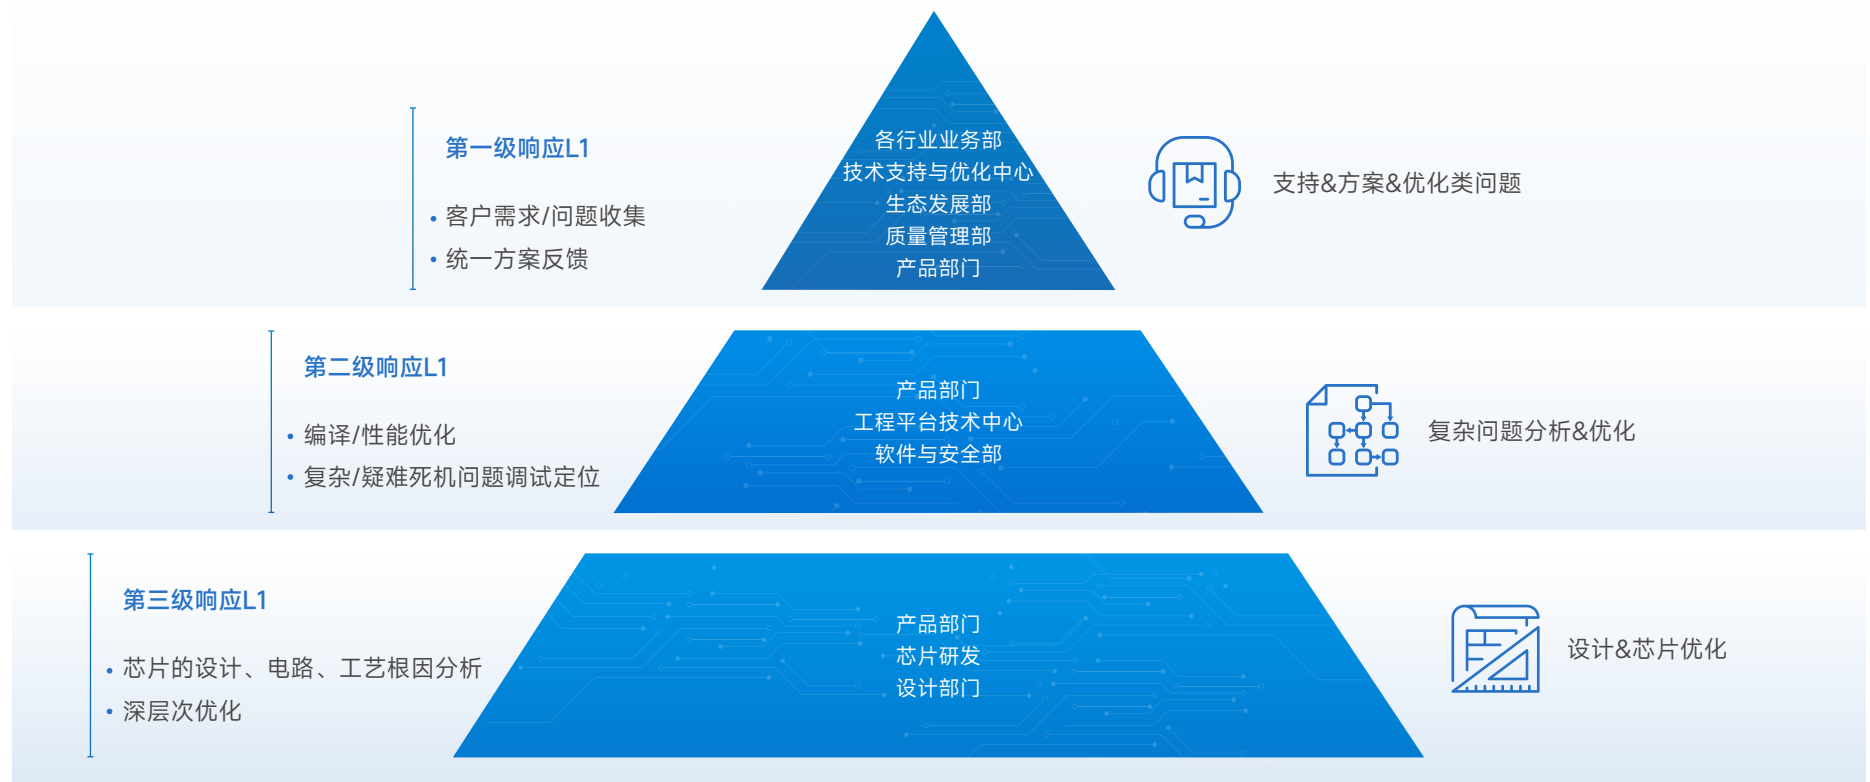 第一级响应L1
• 客户需求/问题收集
• 统一方案反馈
各行业业务部
技术支持与优化中心
生态发展部
质量管理部
产品部门
支持&方案&优化类问题
第二级响应L1
• 编译/性能优化
• 复杂/疑难死机问题调试定位
产品部门
工程平台技术中心
软件与安全部
复杂问题分析&优化
第三级响应L1
• 芯片的设计、电路、工艺根因分析
• 深层次优化
产品部门
芯片研发
设计部门
设计&芯片优化